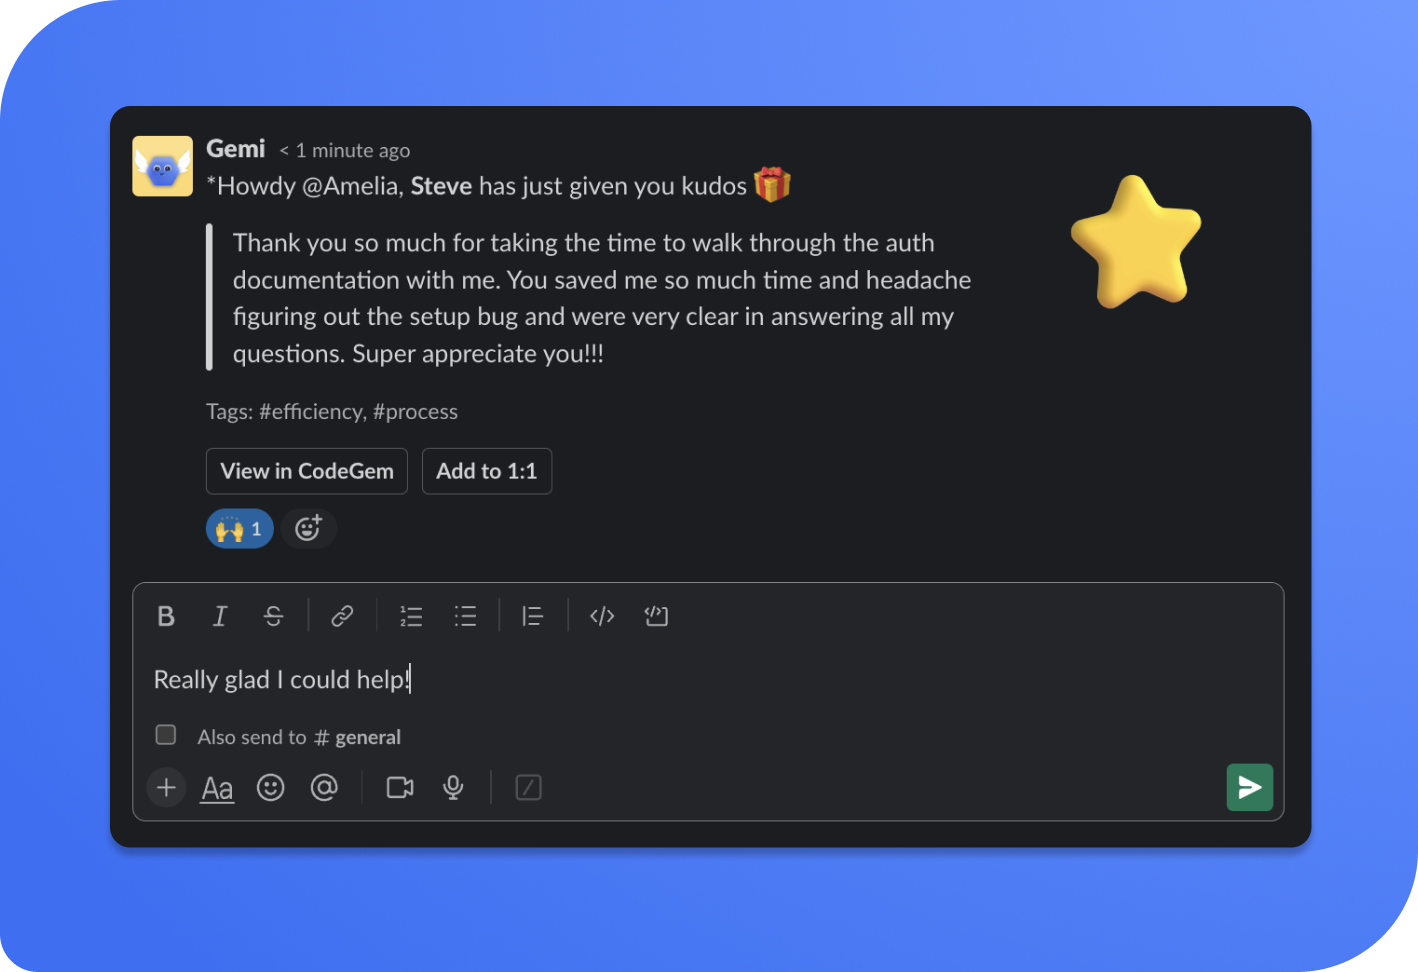 Gemi < 1 minute ago
*Howdy @Amelia, Steve has just given you kudos
Thank you so much for taking the time to walk through the auth
documentation with me. You saved me so much time and headache
figuring out the setup bug and were very clear in answering all my
questions. Super appreciate you!!!
Tags: #efficiency, #process
View in CodeGem Add to 1:1
1
Really glad I could help!
Also send to # general
Aa